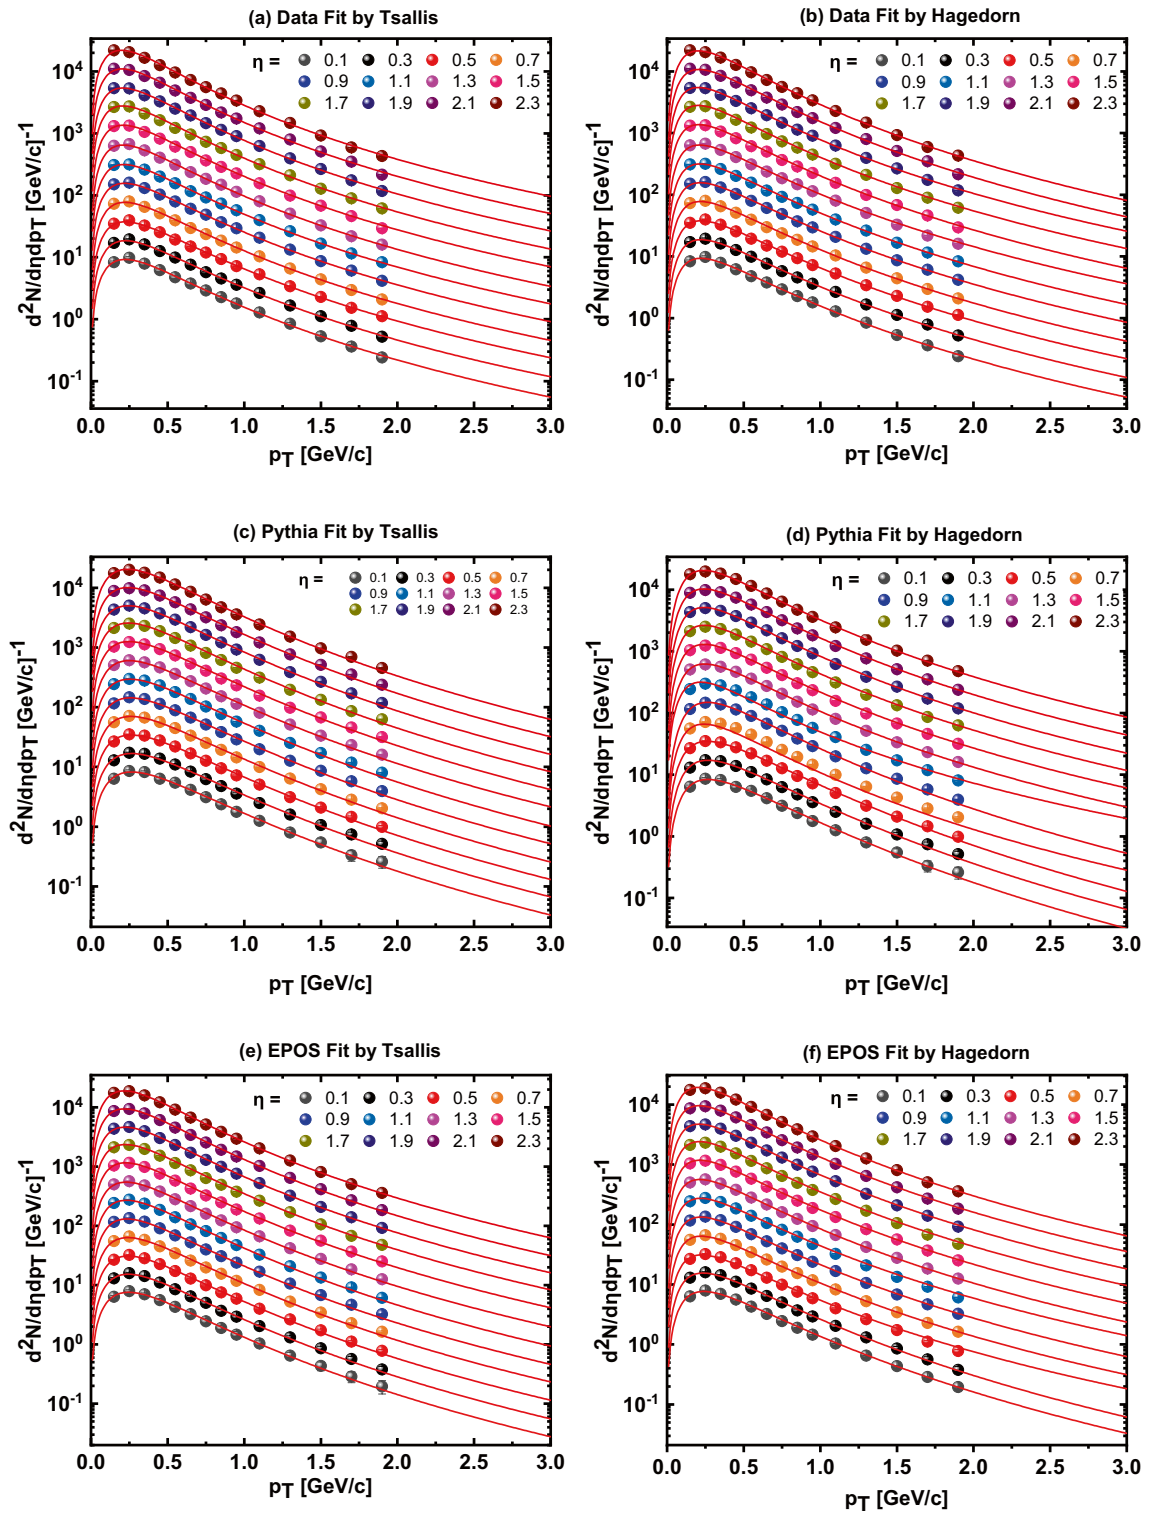 (a) Data Fit by Tsallis
η = 0.1 0.3 0.5 0.7
0.9 1.1 1.3 1.5
1.7 1.9 2.1 2.3
10⁴
10³
10²
10¹
10⁰
10⁻¹
d²N/dηdp_T [GeV/c]⁻¹
0.0 0.5 1.0 1.5 2.0 2.5 3.0
p_T [GeV/c]
(b) Data Fit by Hagedorn
η = 0.1 0.3 0.5 0.7
0.9 1.1 1.3 1.5
1.7 1.9 2.1 2.3
10⁴
10³
10²
10¹
10⁰
10⁻¹
d²N/dηdp_T [GeV/c]⁻¹
0.0 0.5 1.0 1.5 2.0 2.5 3.0
p_T [GeV/c]
(c) Pythia Fit by Tsallis
η = 0.1 0.3 0.5 0.7
0.9 1.1 1.3 1.5
1.7 1.9 2.1 2.3
10⁴
10³
10²
10¹
10⁰
10⁻¹
d²N/dηdp_T [GeV/c]⁻¹
0.0 0.5 1.0 1.5 2.0 2.5 3.0
p_T [GeV/c]
(d) Pythia Fit by Hagedorn
η = 0.1 0.3 0.5 0.7
0.9 1.1 1.3 1.5
1.7 1.9 2.1 2.3
10⁴
10³
10²
10¹
10⁰
10⁻¹
d²N/dηdp_T [GeV/c]⁻¹
0.0 0.5 1.0 1.5 2.0 2.5 3.0
p_T [GeV/c]
(e) EPOS Fit by Tsallis
η = 0.1 0.3 0.5 0.7
0.9 1.1 1.3 1.5
1.7 1.9 2.1 2.3
10⁴
10³
10²
10¹
10⁰
10⁻¹
d²N/dηdp_T [GeV/c]⁻¹
0.0 0.5 1.0 1.5 2.0 2.5 3.0
p_T [GeV/c]
(f) EPOS Fit by Hagedorn
η = 0.1 0.3 0.5 0.7
0.9 1.1 1.3 1.5
1.7 1.9 2.1 2.3
10⁴
10³
10²
10¹
10⁰
10⁻¹
d²N/dηdp_T [GeV/c]⁻¹
0.0 0.5 1.0 1.5 2.0 2.5 3.0
p_T [GeV/c]